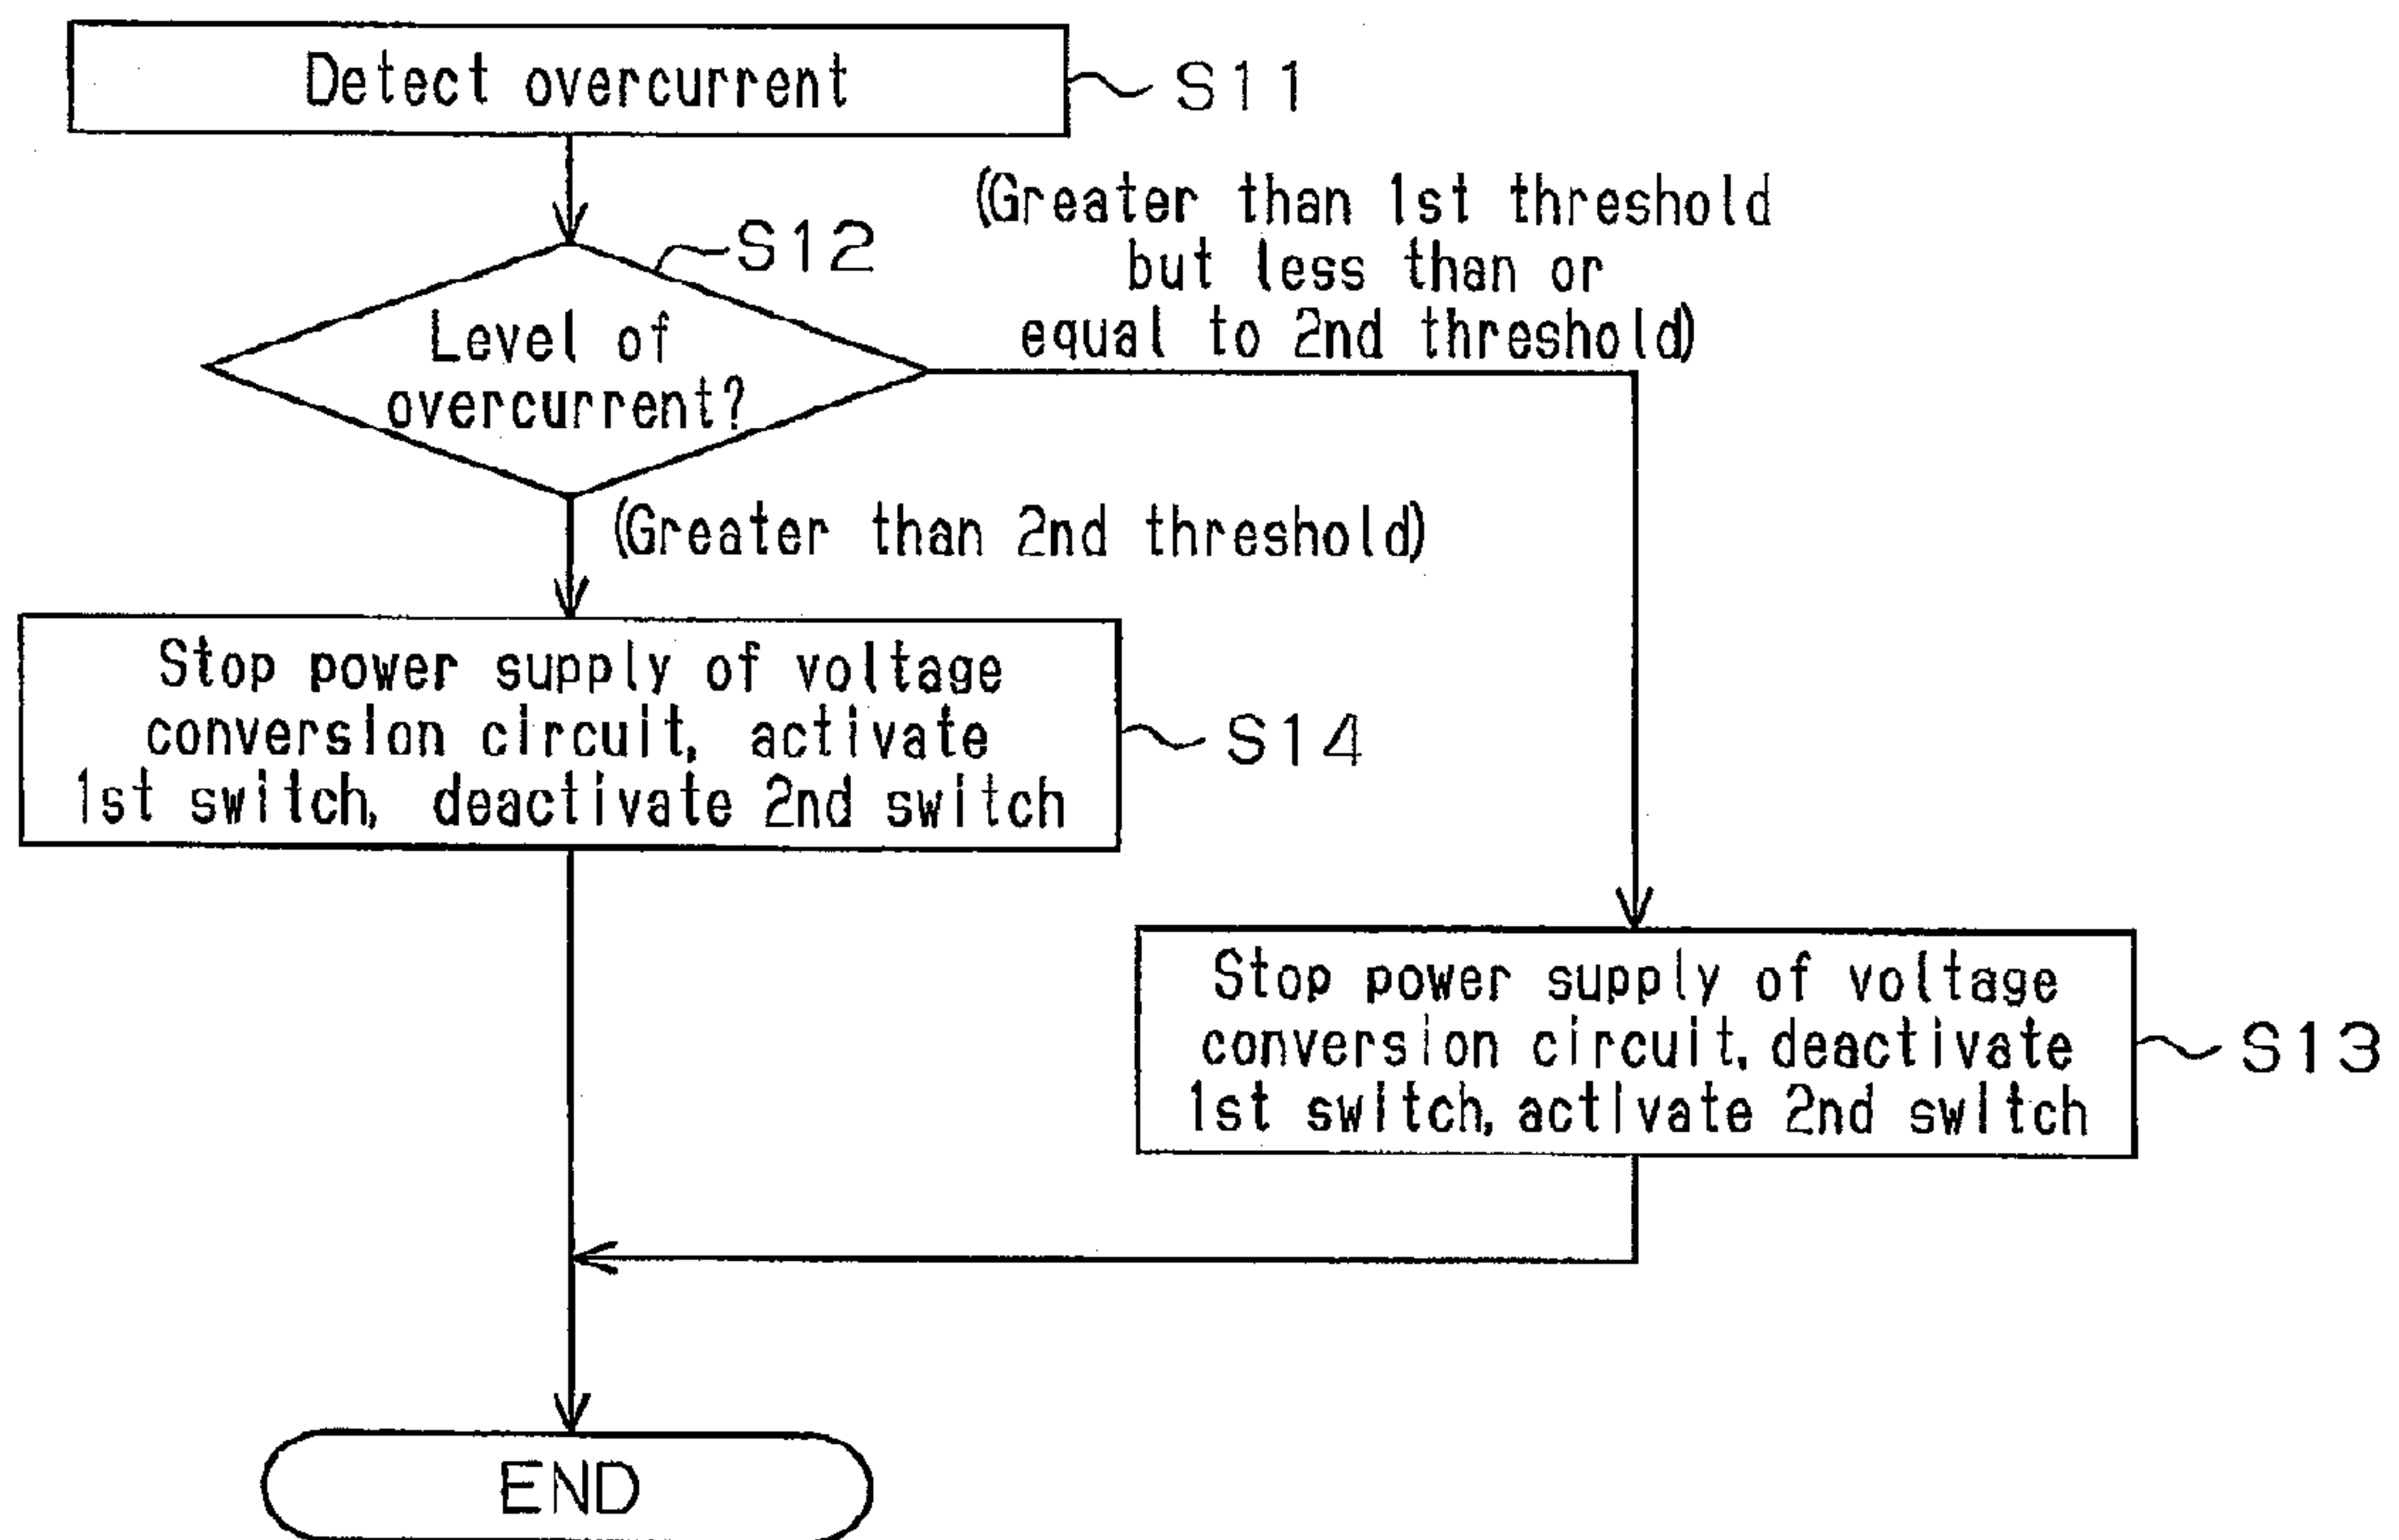 Detect overcurrent
S11
S12
(Greater than 1st threshold
but less than or
equal to 2nd threshold)
Level of
overcurrent?
(Greater than 2nd threshold)
Stop power supply of voltage
conversion circuit, activate
1st switch, deactivate 2nd switch
S14
Stop power supply of voltage
conversion circuit, deactivate
1st switch, activate 2nd switch
S13
END